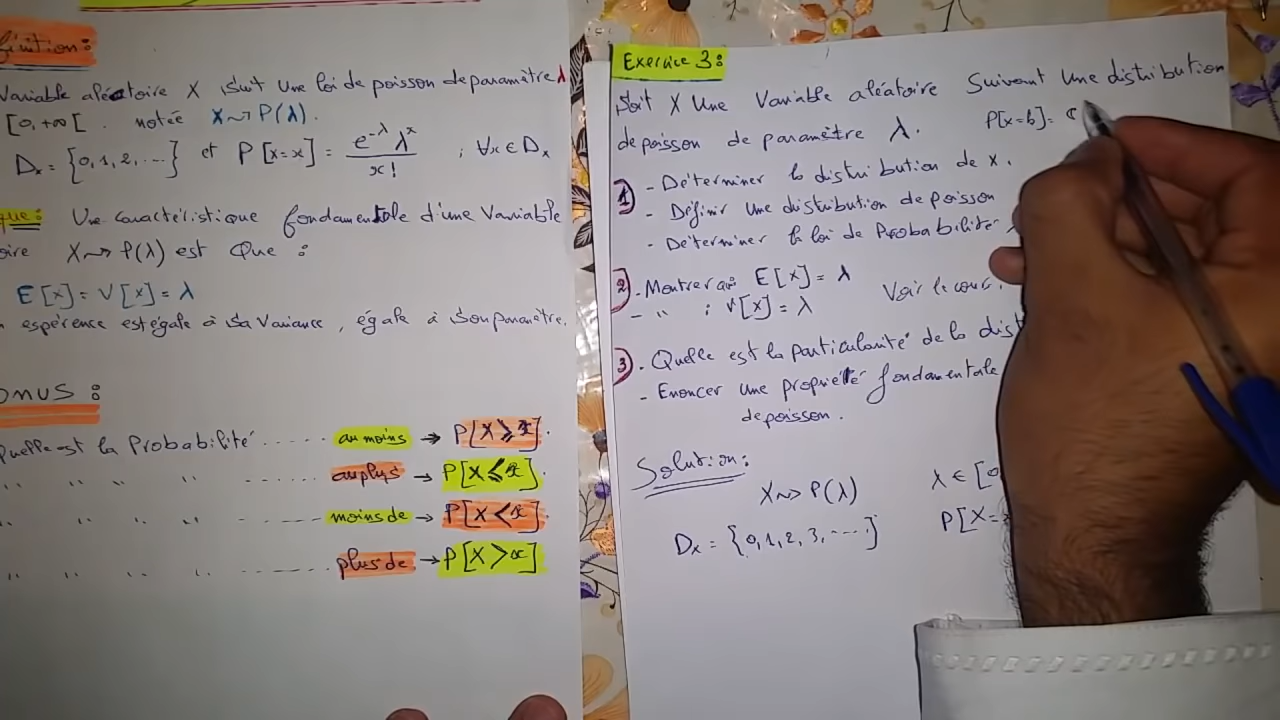 finition:
Variable aléatoire X suit une loi de poisson de paramètre λ
[0,+∞[ . notée X⤳P(λ).
Dx = {0,1,2,....} et P[X=x] = e^-λ λ^x / x! ; ∀x∈Dx
que: Une caractéristique fondamentale d'une Variable
oire X⤳P(λ) est Que :
E[x] = V[x] = λ
espérence est égale à sa Variance, égale à son paramètre.
ONUS :
Quelle est la Probabilité ...... au moins → P[X ⩾ x].
" " " " ...... au plus → P[X ⩽ x].
" " " " ...... moins de → P[X < x]
" " " " ...... plus de → P[X > x]
Exercice 3:
Soit X Une Variable aléatoire Suivant Une distribution
de poisson de paramètre λ. P[x=k]= C
1) - Déterminer la distribution de x.
- Définir une distribution de poisson
- Déterminer la loi de Probabilité
2) - Montrer que E[x] = λ
- " : V[x] = λ Voir le cour.
3) - Quelle est la particularité de la dist
- Enoncer une propriété fondamentale
de poisson.
Solution:
X⤳P(λ) λ∈[0
Dx = {0,1,2,3,.....} P[X=